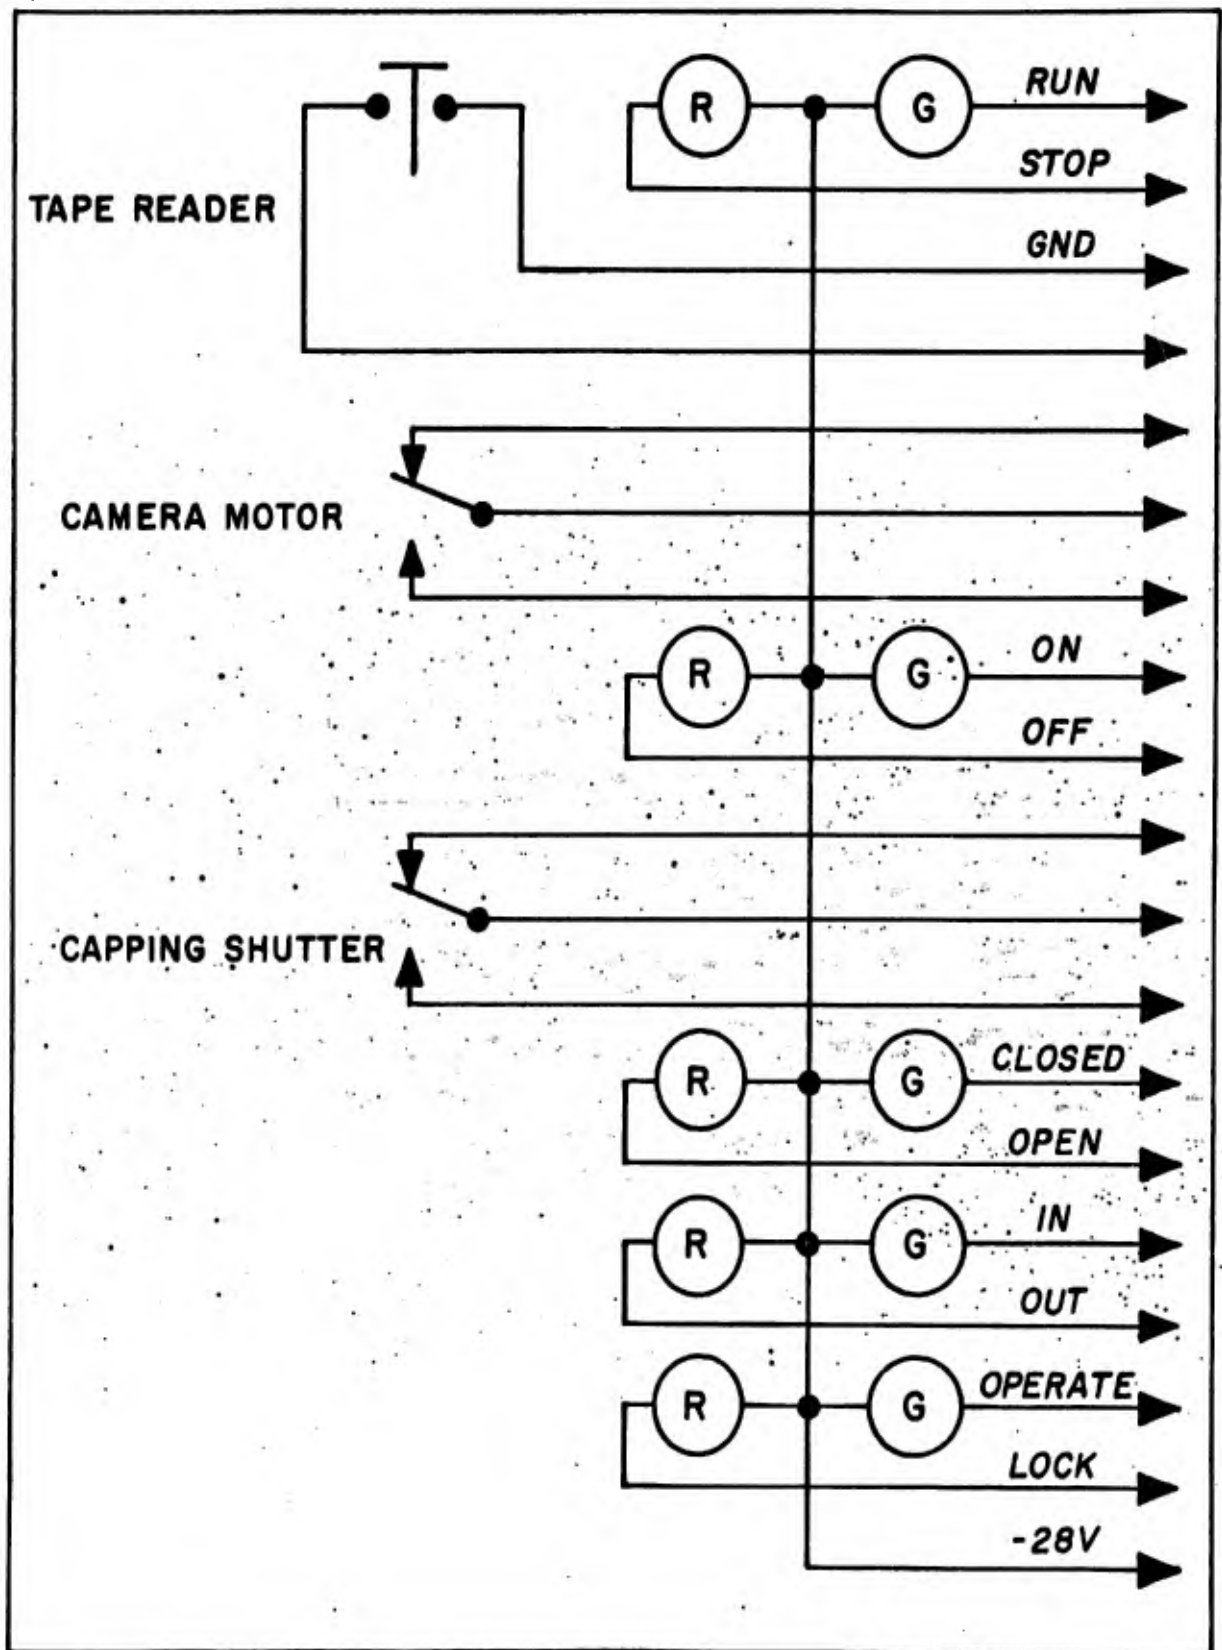 R G RUN
STOP
TAPE READER
GND
CAMERA MOTOR
R G ON
OFF
CAPPING SHUTTER
R G CLOSED
OPEN
R G IN
OUT
R G OPERATE
LOCK
-28V